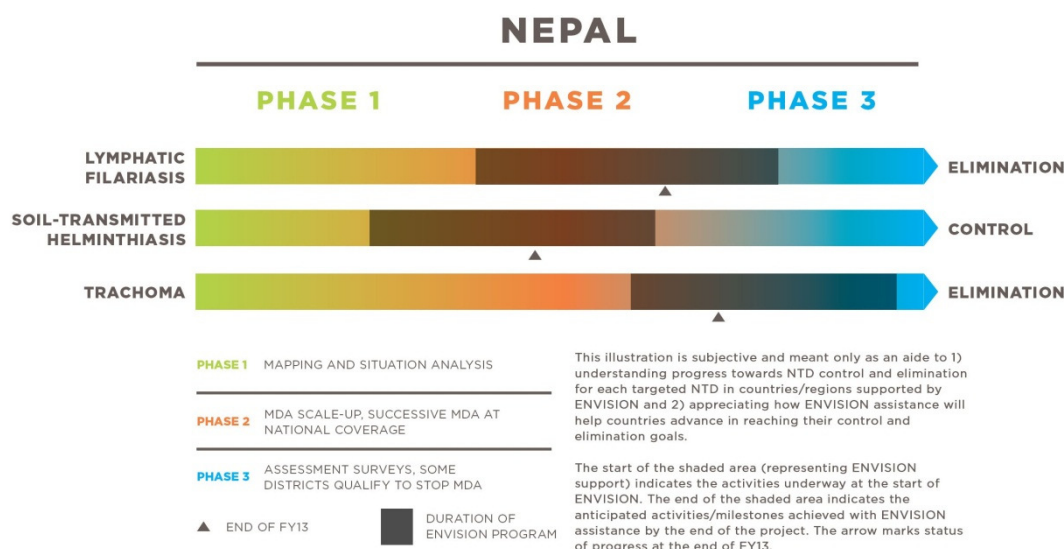 NEPAL
PHASE 1
PHASE 2
PHASE 3
LYMPHATIC
FILARIASIS
ELIMINATION
SOIL-TRANSMITTED
HELMINTHIASIS
CONTROL
TRACHOMA
ELIMINATION
PHASE 1 MAPPING AND SITUATION ANALYSIS
PHASE 2 MDA SCALE-UP, SUCCESSIVE MDA AT
NATIONAL COVERAGE
PHASE 3 ASSESSMENT SURVEYS, SOME
DISTRICTS QUALIFY TO STOP MDA
END OF FY13
DURATION OF
ENVISION PROGRAM
This illustration is subjective and meant only as an aide to 1)
understanding progress towards NTD control and elimination
for each targeted NTD in countries/regions supported by
ENVISION and 2) appreciating how ENVISION assistance will
help countries advance in reaching their control and
elimination goals.
The start of the shaded area (representing ENVISION
support) indicates the activities underway at the start of
ENVISION. The end of the shaded area indicates the
anticipated activities/milestones achieved with ENVISION
assistance by the end of the project. The arrow marks status
of progress at the end of FY13.